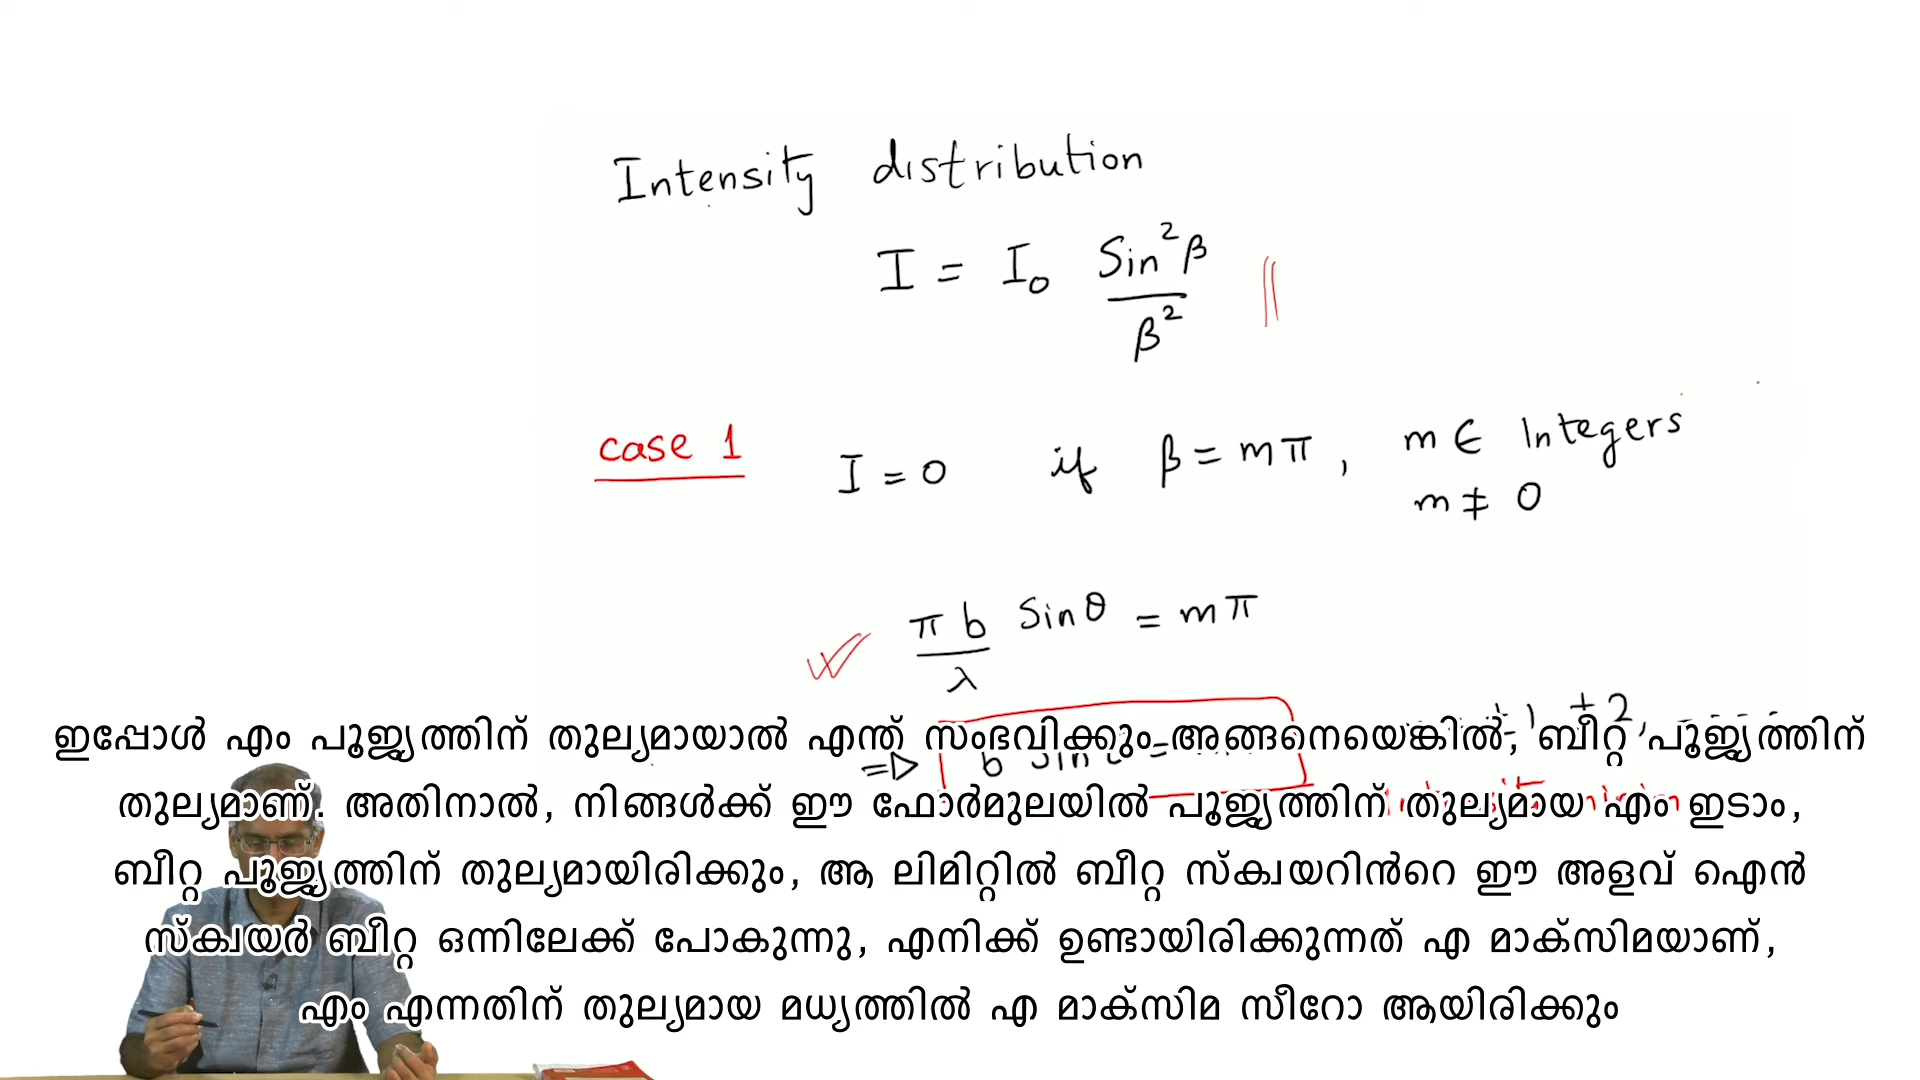 Intensity distribution
I = I₀ Sin²β / β²
case 1 I = 0 if β = mπ, m ∈ Integers
m ≠ 0
πb/λ Sinθ = mπ
ഇപ്പോൾ എം പൂജ്യത്തിന് തുല്യമായാൽ എന്ത് സംഭവിക്കും അങ്ങനെയെങ്കിൽ, ബീറ്റ പൂജ്യത്തിന്
തുല്യമാണ്. അതിനാൽ, നിങ്ങൾക്ക് ഈ ഫോർമുലയിൽ പൂജ്യത്തിന് തുല്യമായ എം ഇടാം,
ബീറ്റ പൂജ്യത്തിന് തുല്യമായിരിക്കും, ആ ലിമിറ്റിൽ ബീറ്റ സ്ക്വയറിൻറെ ഈ അളവ് ഐൻ
സ്ക്വയർ ബീറ്റ ഒന്നിലേക്ക് പോകുന്നു, എനിക്ക് ഉണ്ടായിരിക്കുന്നത് എ മാക്സിമയാണ്,
എം എന്നതിന് തുല്യമായ മധ്യത്തിൽ എ മാക്സിമ സീറോ ആയിരിക്കും